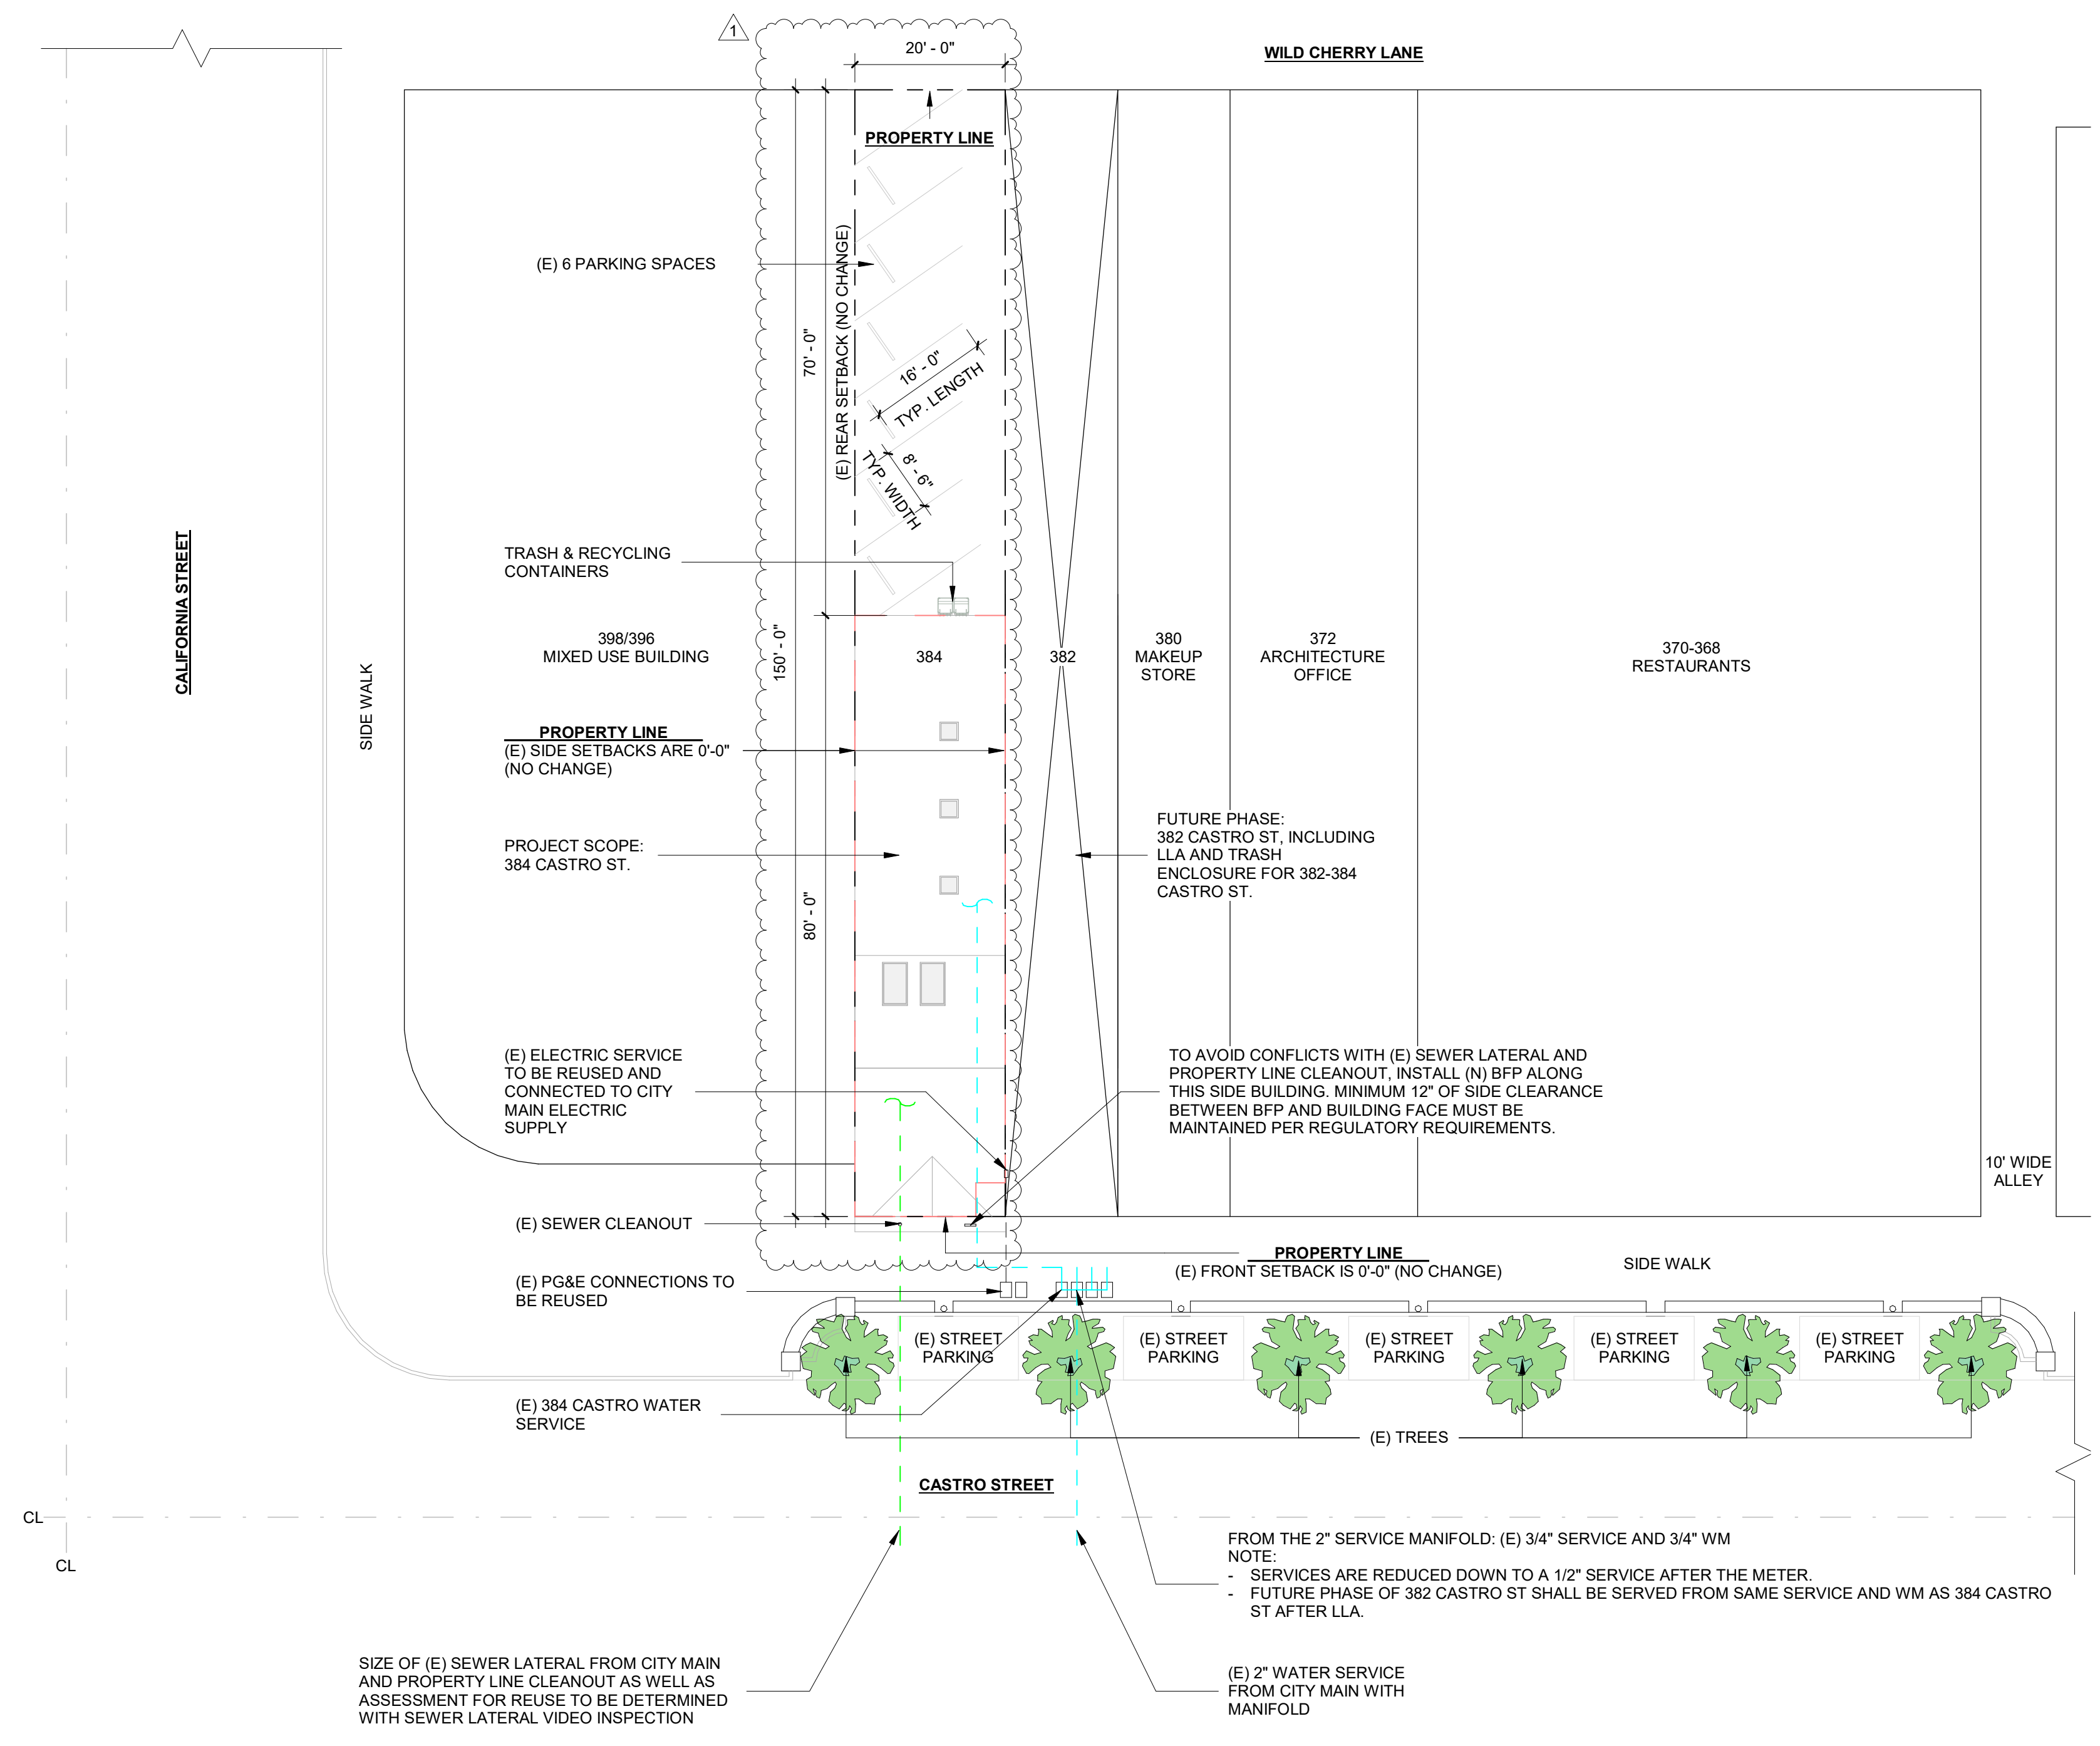 1
20' - 0"
WILD CHERRY LANE
PROPERTY LINE
(E) 6 PARKING SPACES
(E) REAR SETBACK (NO CHANGE)
70' - 0"
16' - 0"
TYP. LENGTH
8' - 6"
TYP. WIDTH
CALIFORNIA STREET
SIDE WALK
TRASH & RECYCLING
CONTAINERS
150' - 0"
398/396
MIXED USE BUILDING
384
382
380
MAKEUP
STORE
372
ARCHITECTURE
OFFICE
370-368
RESTAURANTS
PROPERTY LINE
(E) SIDE SETBACKS ARE 0'-0"
(NO CHANGE)
PROJECT SCOPE:
384 CASTRO ST.
FUTURE PHASE:
382 CASTRO ST, INCLUDING
LLA AND TRASH
ENCLOSURE FOR 382-384
CASTRO ST.
80' - 0"
(E) ELECTRIC SERVICE
TO BE REUSED AND
CONNECTED TO CITY
MAIN ELECTRIC
SUPPLY
TO AVOID CONFLICTS WITH (E) SEWER LATERAL AND
PROPERTY LINE CLEANOUT, INSTALL (N) BFP ALONG
THIS SIDE BUILDING. MINIMUM 12" OF SIDE CLEARANCE
BETWEEN BFP AND BUILDING FACE MUST BE
MAINTAINED PER REGULATORY REQUIREMENTS.
10' WIDE
ALLEY
(E) SEWER CLEANOUT
PROPERTY LINE
(E) FRONT SETBACK IS 0'-0" (NO CHANGE)
SIDE WALK
(E) PG&E CONNECTIONS TO
BE REUSED
(E) STREET
PARKING
(E) STREET
PARKING
(E) STREET
PARKING
(E) STREET
PARKING
(E) STREET
PARKING
(E) 384 CASTRO WATER
SERVICE
(E) TREES
CASTRO STREET
CL
CL
FROM THE 2" SERVICE MANIFOLD: (E) 3/4" SERVICE AND 3/4" WM
NOTE:
- SERVICES ARE REDUCED DOWN TO A 1/2" SERVICE AFTER THE METER.
- FUTURE PHASE OF 382 CASTRO ST SHALL BE SERVED FROM SAME SERVICE AND WM AS 384 CASTRO
ST AFTER LLA.
SIZE OF (E) SEWER LATERAL FROM CITY MAIN
AND PROPERTY LINE CLEANOUT AS WELL AS
ASSESSMENT FOR REUSE TO BE DETERMINED
WITH SEWER LATERAL VIDEO INSPECTION
(E) 2" WATER SERVICE
FROM CITY MAIN WITH
MANIFOLD